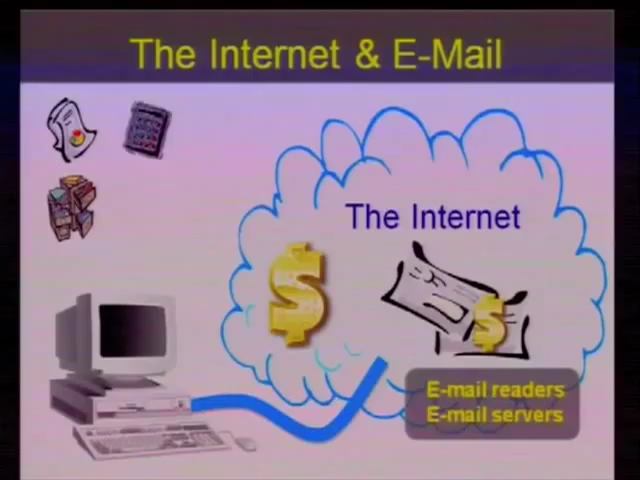 The Internet & E-Mail
The Internet
E-mail readers
E-mail servers